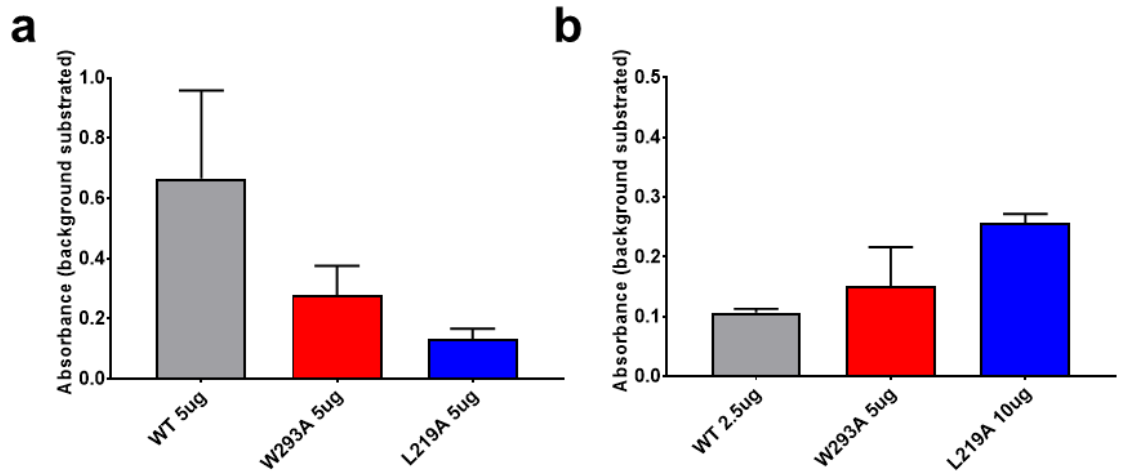 a
Absorbance (background substrated)
1.0
0.8
0.6
0.4
0.2
0.0
WT 5ug
W293A 5ug
L219A 5ug
b
Absorbance (background substrated)
0.5
0.4
0.3
0.2
0.1
0.0
WT 2.5ug
W293A 5ug
L219A 10ug